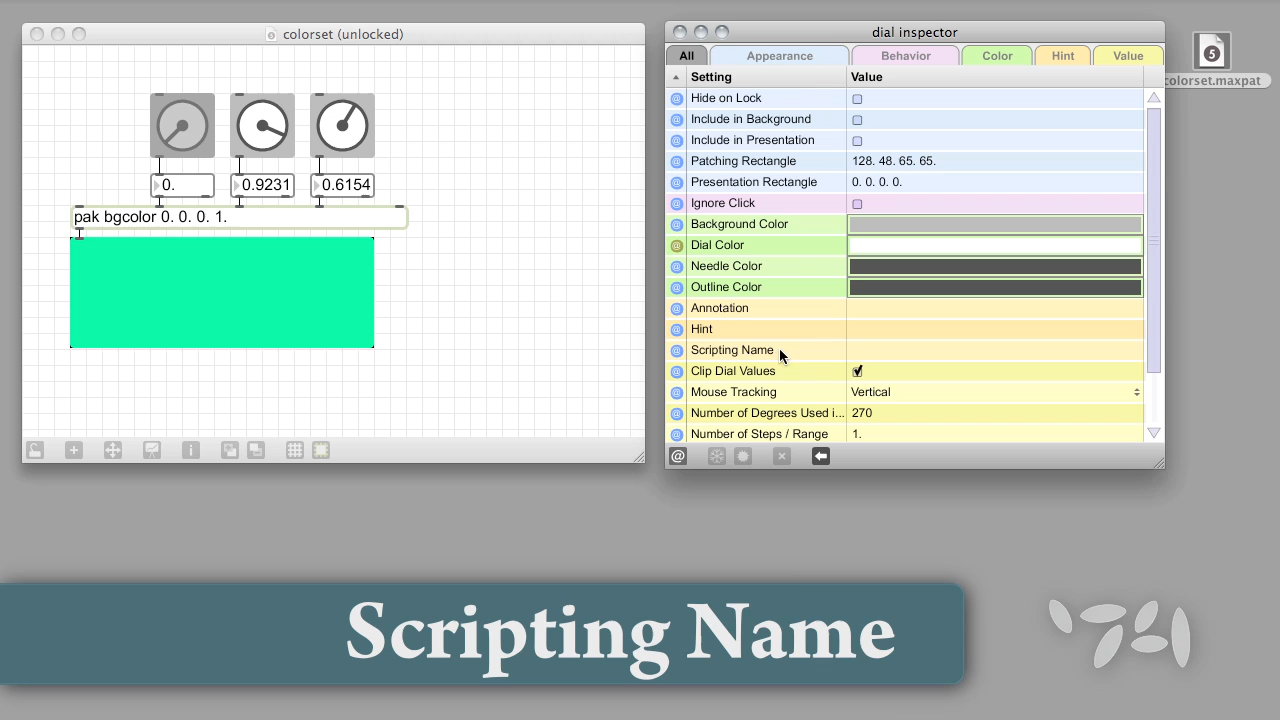 colorset (unlocked)
0.
0.9231
0.6154
pak bgcolor 0. 0. 0. 1.
dial inspector
All
Appearance
Behavior
Color
Hint
Value
Setting Value
Hide on Lock
Include in Background
Include in Presentation
Patching Rectangle 128. 48. 65. 65.
Presentation Rectangle 0. 0. 0. 0.
Ignore Click
Background Color
Dial Color
Needle Color
Outline Color
Annotation
Hint
Scripting Name
Clip Dial Values
Mouse Tracking Vertical
Number of Degrees Used i... 270
Number of Steps / Range 1.
5
colorset.maxpat
Scripting Name